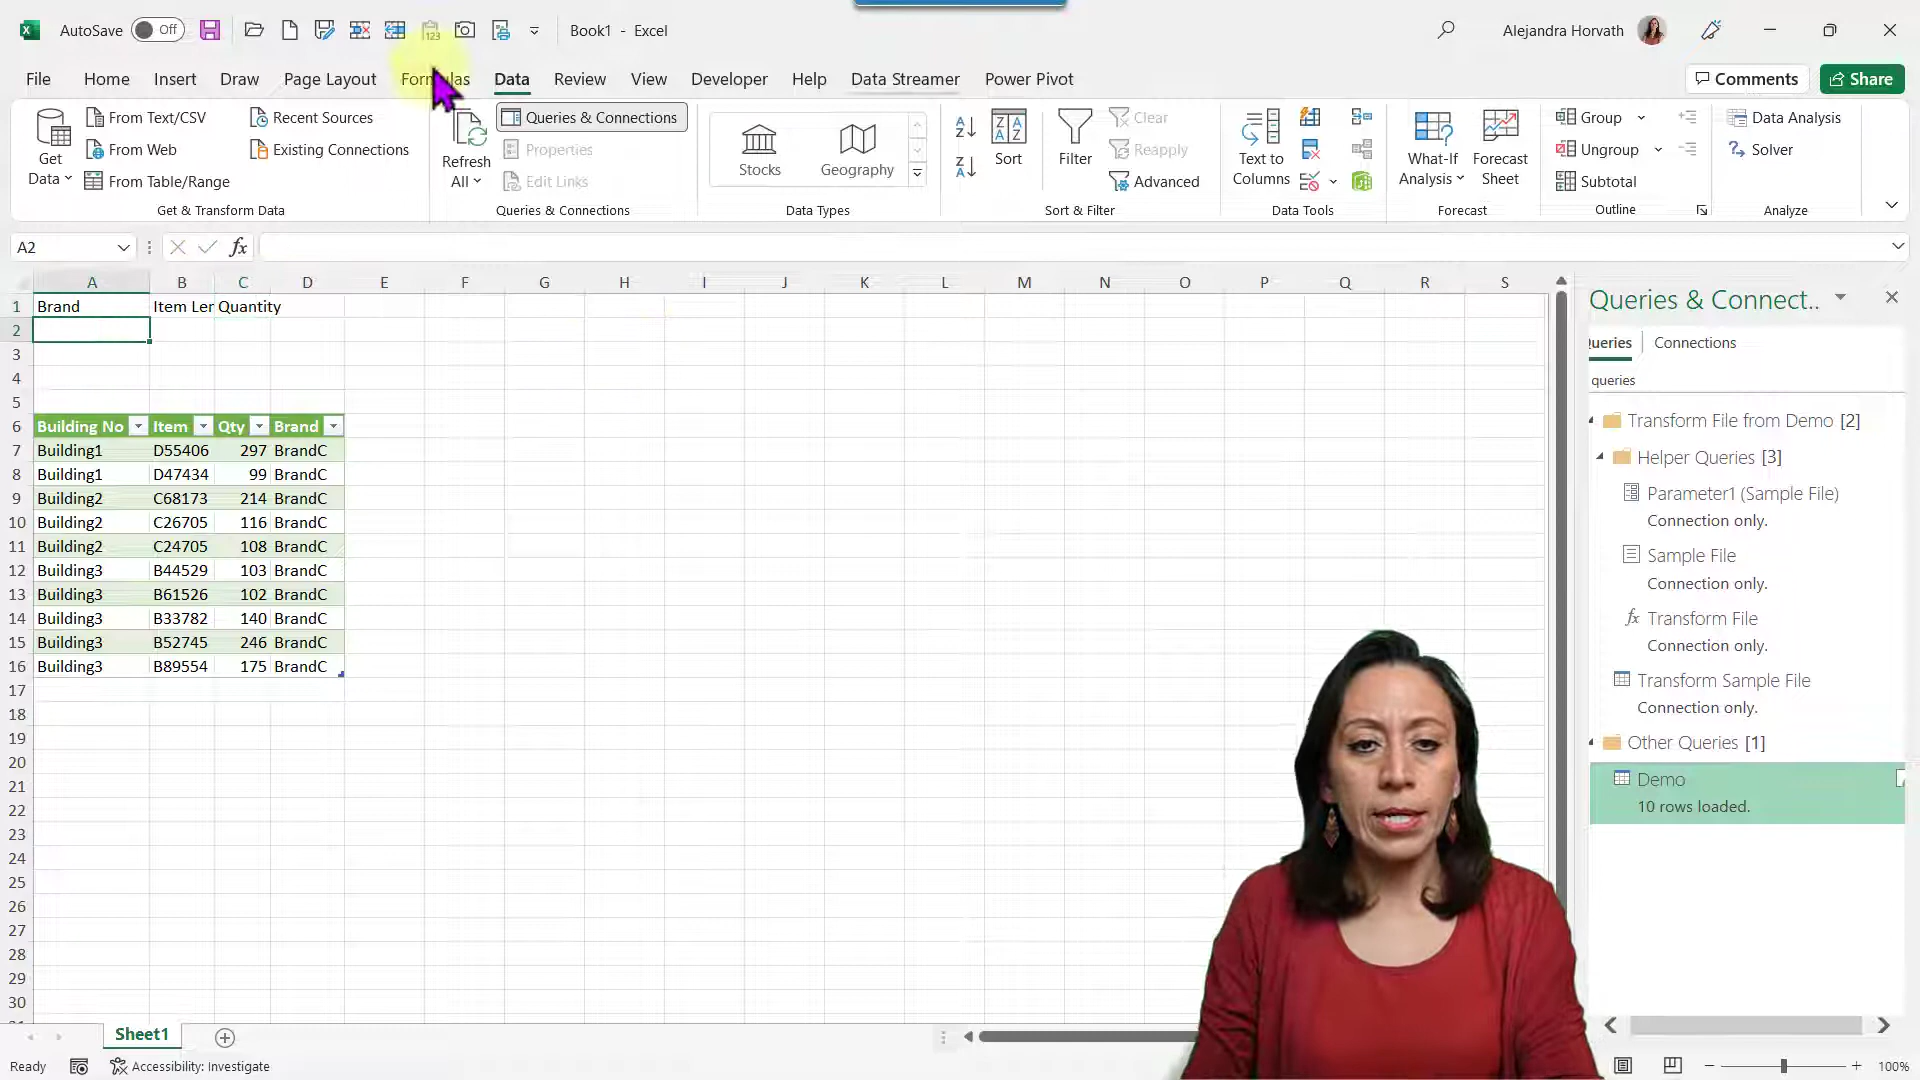 AutoSave Off Book1 - Excel Alejandra Horvath
File Home Insert Draw Page Layout Formulas Data Review View Developer Help Data Streamer Power Pivot Comments Share
Get Data
From Text/CSV
From Web
From Table/Range
Recent Sources
Existing Connections
Get & Transform Data
Refresh All
Queries & Connections
Properties
Edit Links
Queries & Connections
Stocks
Geography
Data Types
Sort
Filter
Clear
Reapply
Advanced
Sort & Filter
Text to Columns
Data Tools
What-If Analysis
Forecast Sheet
Forecast
Group
Ungroup
Subtotal
Outline
Data Analysis
Solver
Analyze
A2 fx
A B C D E F G H I J K L M N O P Q R S
1 Brand Item Ler Quantity
2
3
4
5
6 Building No Item Qty Brand
7 Building1 D55406 297 BrandC
8 Building1 D47434 99 BrandC
9 Building2 C68173 214 BrandC
10 Building2 C26705 116 BrandC
11 Building2 C24705 108 BrandC
12 Building3 B44529 103 BrandC
13 Building3 B61526 102 BrandC
14 Building3 B33782 140 BrandC
15 Building3 B52745 246 BrandC
16 Building3 B89554 175 BrandC
17
18
19
20
21
22
23
24
25
26
27
28
29
30
Queries & Connect..
ueries Connections
queries
Transform File from Demo [2]
Helper Queries [3]
Parameter1 (Sample File)
Connection only.
Sample File
Connection only.
fx Transform File
Connection only.
Transform Sample File
Connection only.
Other Queries [1]
Demo
10 rows loaded.
Sheet1
Ready Accessibility: Investigate 100%